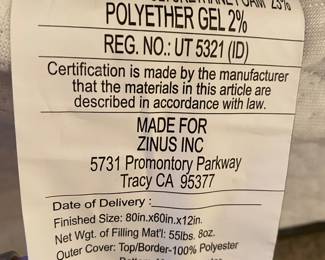 POLYURETHANE FOAM 23%
POLYETHER GEL 2%
REG. NO.: UT 5321 (ID)
Certification is made by the manufacturer
that the materials in this article are
described in accordance with law.
MADE FOR
ZINUS INC
5731 Promontory Parkway
Tracy CA 95377
Date of Delivery:
Finished Size: 80in.x60in.x12in.
Net Wgt. of Filling Mat'l: 55lbs. 8oz.
Outer Cover: Top/Border-100% Polyester